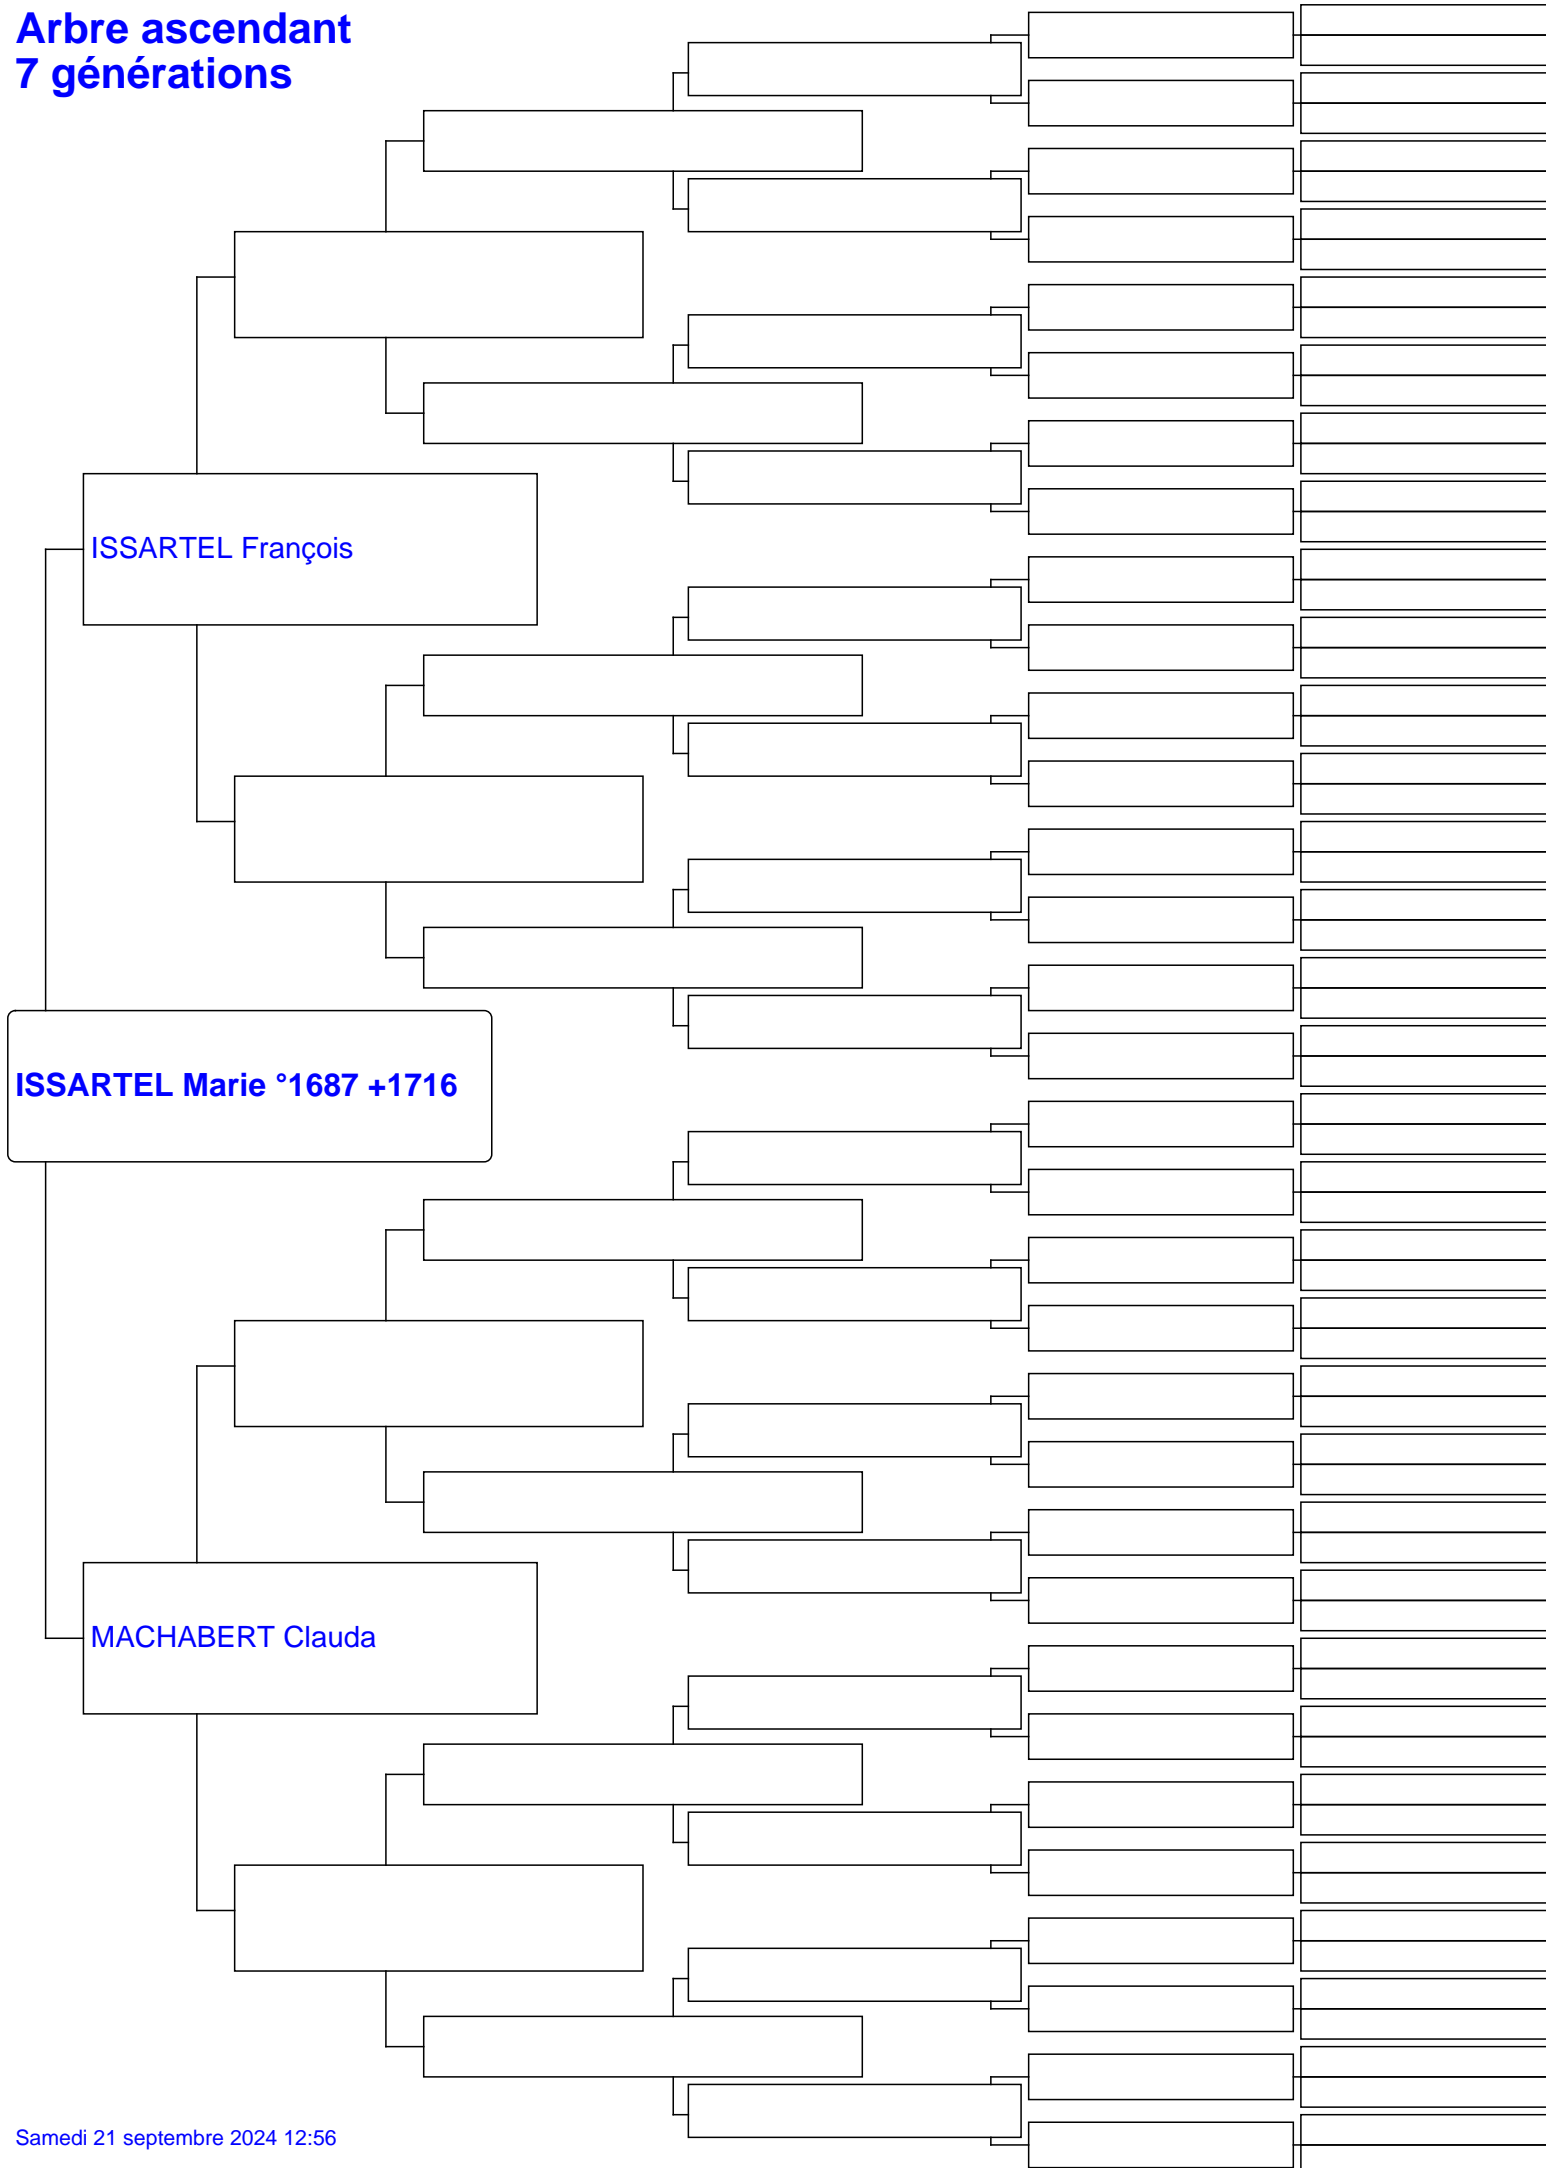 Arbre ascendant
7 générations
ISSARTEL François
ISSARTEL Marie °1687 +1716
MACHABERT Clauda
Samedi 21 septembre 2024 12:56